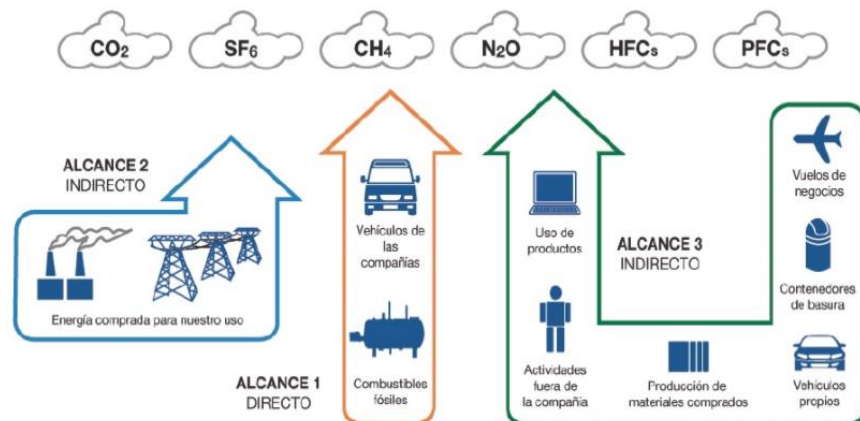 CO2
SF6
CH4
N2O
HFCs
PFCs
ALCANCE 2
INDIRECTO
Energía comprada para nuestro uso
ALCANCE 1
DIRECTO
Vehículos de
las
compañías
Combustibles
fósiles
Uso de
productos
Actividades
fuera de
la compañía
ALCANCE 3
INDIRECTO
Producción de
materiales comprados
Vuelos de
negocios
Contenedores
de basura
Vehículos
propios